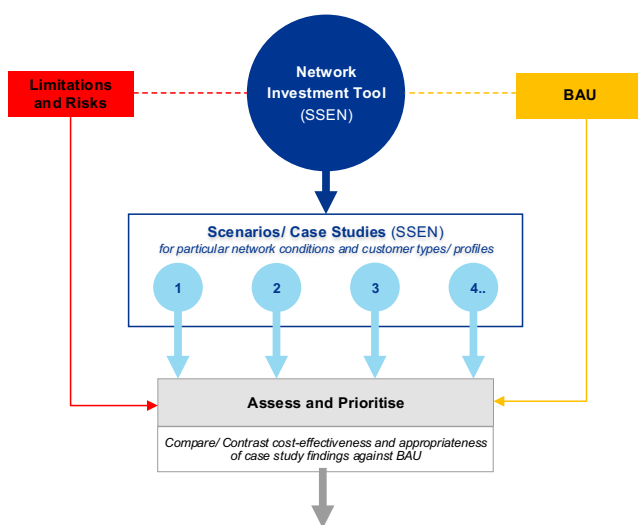 Limitations
and Risks
Network
Investment Tool
(SSEN)
BAU
Scenarios/ Case Studies (SSEN)
for particular network conditions and customer types/ profiles
1
2
3
4..
Assess and Prioritise
Compare/ Contrast cost-effectiveness and appropriateness
of case study findings against BAU